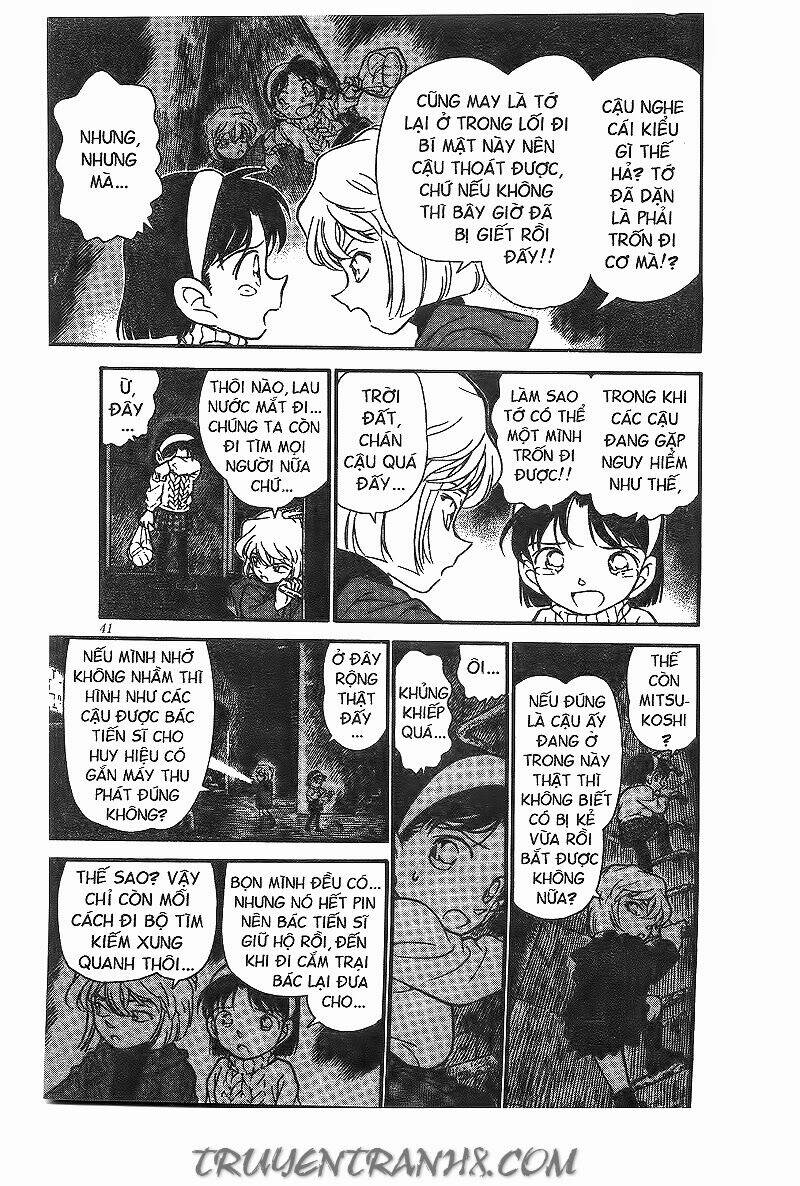 CẬU NGHE
CÁI KIỂU
GÌ THẾ
HẢ? TỚ
ĐÃ DẶN
LÀ PHẢI
TRỐN ĐI
CƠ MÀ!?
CŨNG MAY LÀ TỚ
LẠI Ở TRONG LỐI ĐI
BÍ MẬT NÀY NÊN
CẬU THOÁT ĐƯỢC,
CHỨ NẾU KHÔNG
THÌ BÂY GIỜ ĐÃ
BỊ GIẾT RỒI
ĐẤY!!
NHƯNG,
NHƯNG
MÀ...
TRONG KHI
CÁC CẬU
ĐANG GẶP
NGUY HIỂM
NHƯ THẾ,
LÀM SAO
TỚ CÓ THỂ
MỘT MÌNH
TRỐN ĐI
ĐƯỢC!!
TRỜI
ĐẤT,
CHÁN
CẬU QUÁ
ĐẤY...
THÔI NÀO, LAU
NƯỚC MẮT ĐI...
CHÚNG TA CÒN
ĐI TÌM MỌI
NGƯỜI NỮA
CHỨ...
Ừ,
ĐÂY
...
41
THẾ
CÒN
MITSU-
KOSHI
?
NẾU ĐÚNG
LÀ CẬU ẤY
ĐANG Ở
TRONG NÀY
THẬT THÌ
KHÔNG BIẾT
CÓ BỊ KẺ
VỪA RỒI
BẮT ĐƯỢC
KHÔNG
NỮA?
ÔI...
KHỦNG
KHIẾP
QUÁ...
Ở ĐÂY
RỘNG
THẬT
ĐẤY
...
NẾU MÌNH NHỚ
KHÔNG NHẦM THÌ
HÌNH NHƯ CÁC
CẬU ĐƯỢC BÁC
TIẾN SĨ CHO
HUY HIỆU CÓ
GẮN MÁY THU
PHÁT ĐÚNG
KHÔNG?
BỌN MÌNH ĐỀU CÓ...
NHƯNG NÓ HẾT PIN
NÊN BÁC TIẾN SĨ
GIỮ HỘ RỒI, ĐẾN
KHI ĐI CẮM TRẠI
BÁC LẠI ĐƯA
CHO...
THẾ SAO? VẬY
CHỈ CÒN MỖI
CÁCH ĐI BỘ TÌM
KIẾM XUNG
QUANH THÔI...
TRUYENTRANH8.COM